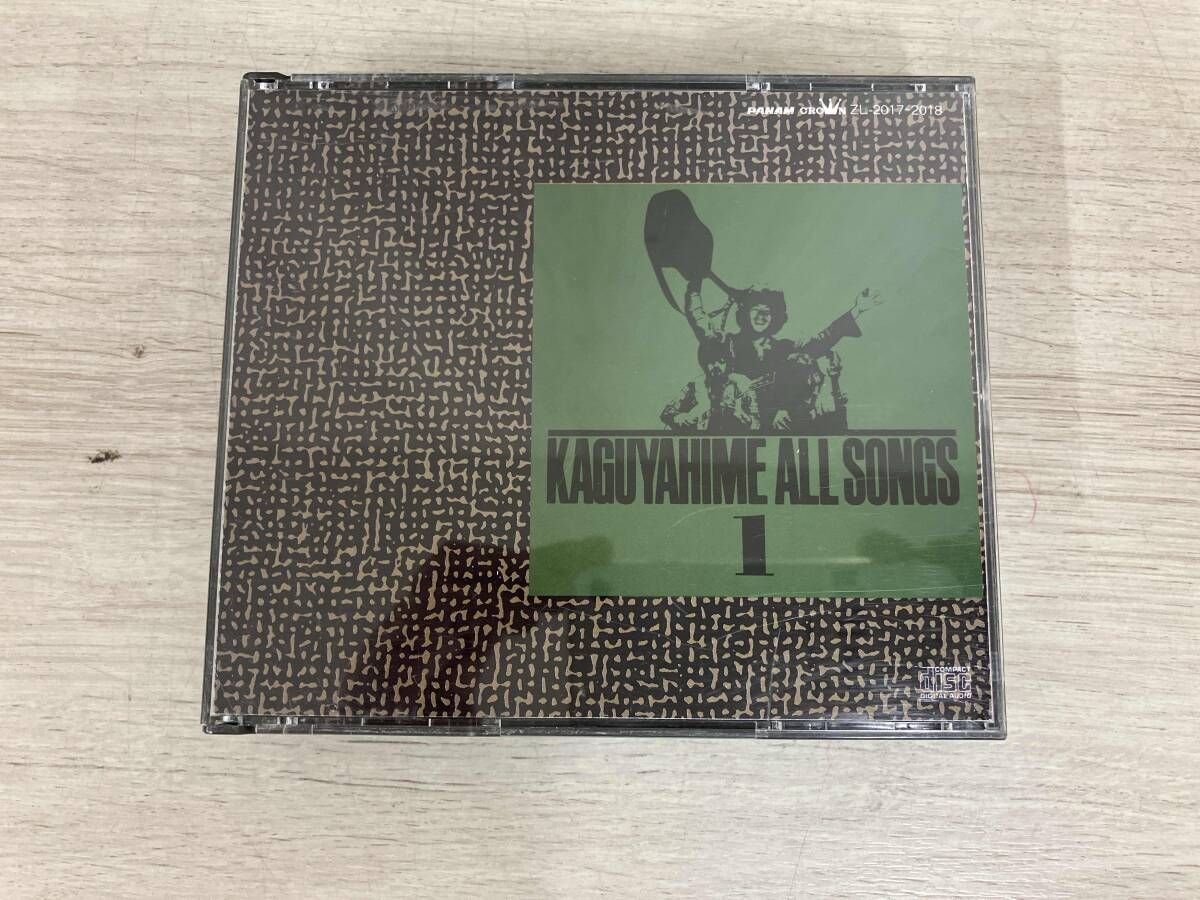 PANAM CROWN ZL-2017~2018
KAGUYAHIME ALL SONGS
1
COMPACT
disc
DIGITAL AUDIO